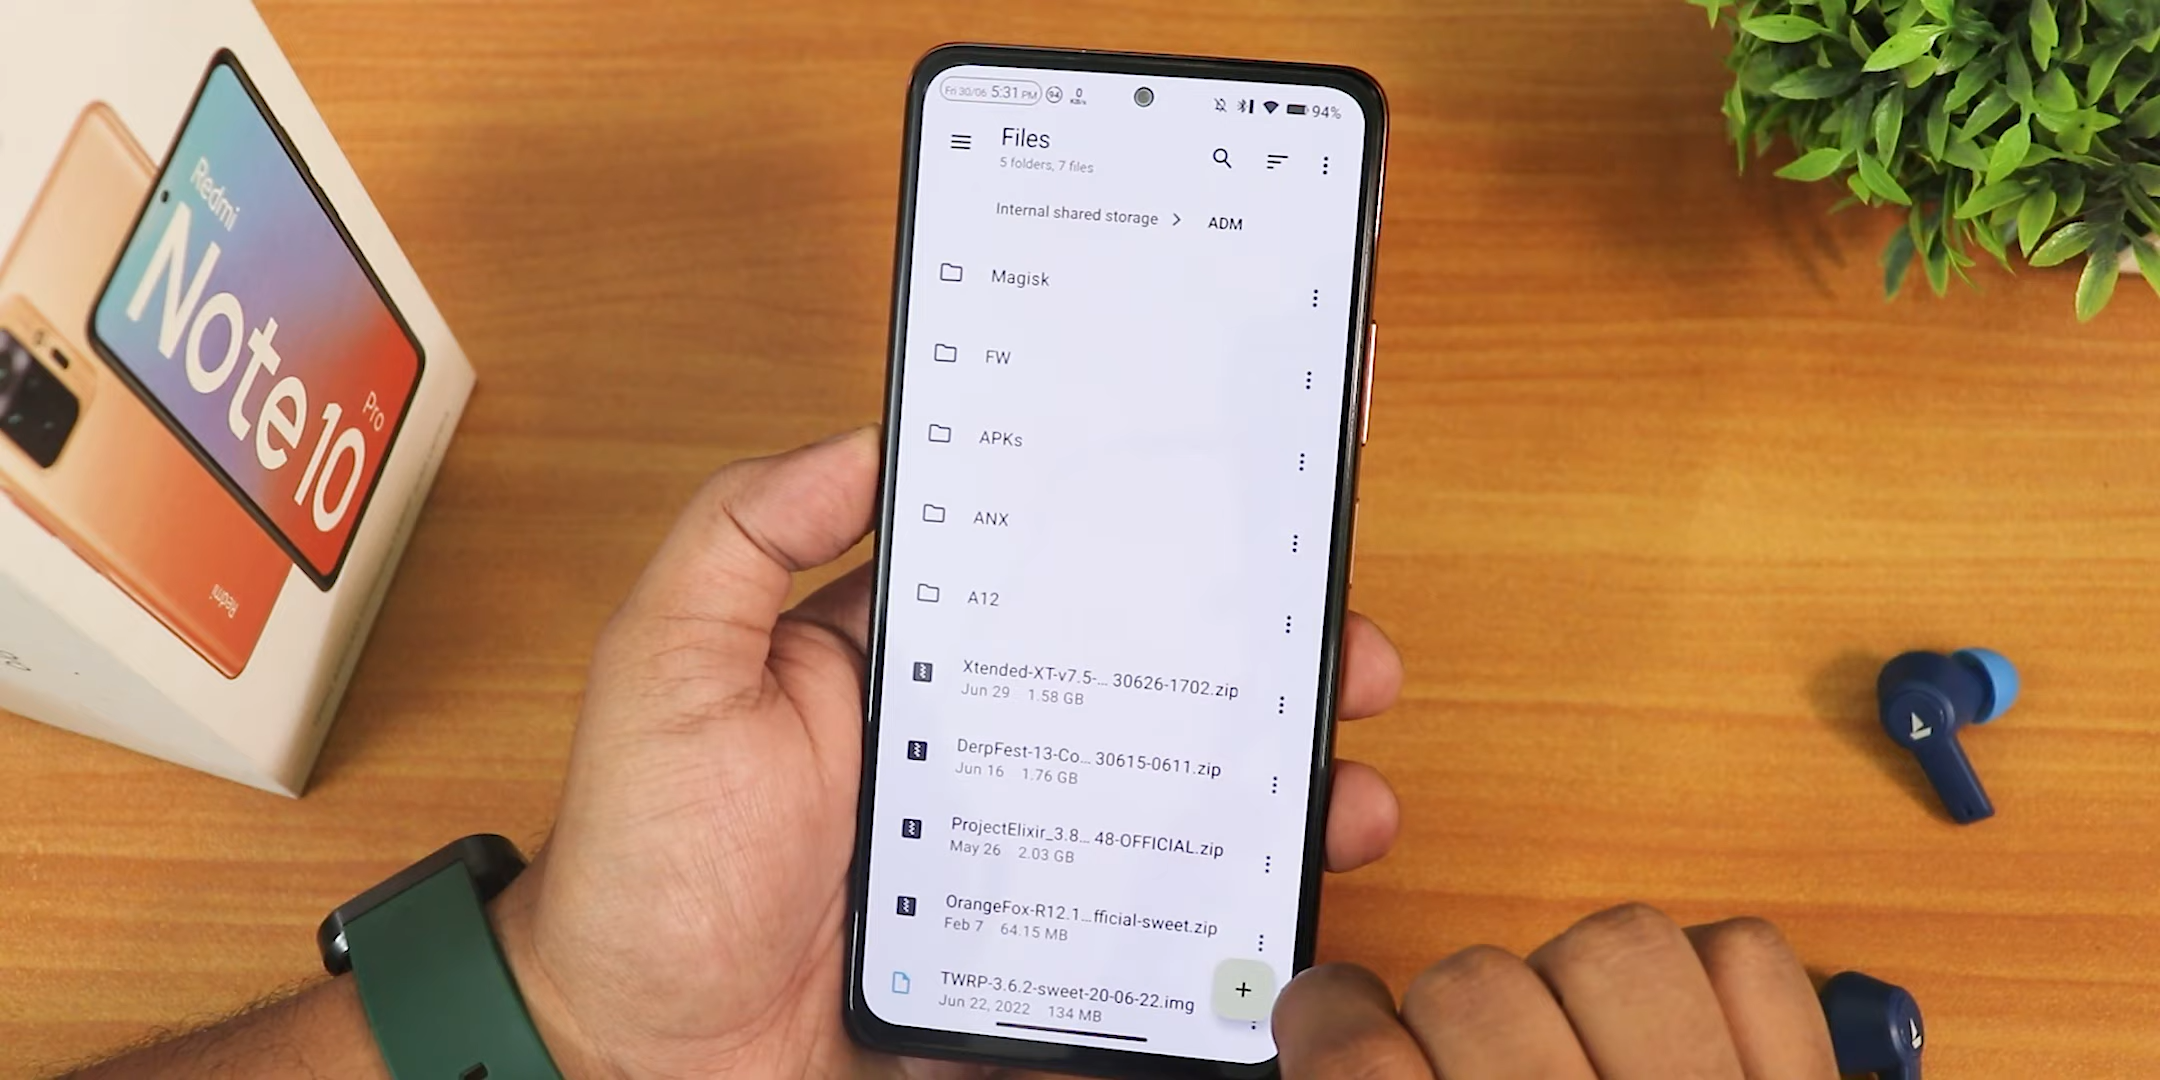 Redmi
Note 10
Pro
Redmi
Fri 30/06 5:31 PM 94 0 KB/s 94%
Files
5 folders, 7 files
Internal shared storage > ADM
Magisk
FW
APKs
ANX
A12
Xtended-XT-v7.5-... 30626-1702.zip
Jun 29 1.58 GB
DerpFest-13-Co... 30615-0611.zip
Jun 16 1.76 GB
ProjectElixir_3.8... 48-OFFICIAL.zip
May 26 2.03 GB
OrangeFox-R12.1...fficial-sweet.zip
Feb 7 64.15 MB
TWRP-3.6.2-sweet-20-06-22.img
Jun 22, 2022 134 MB